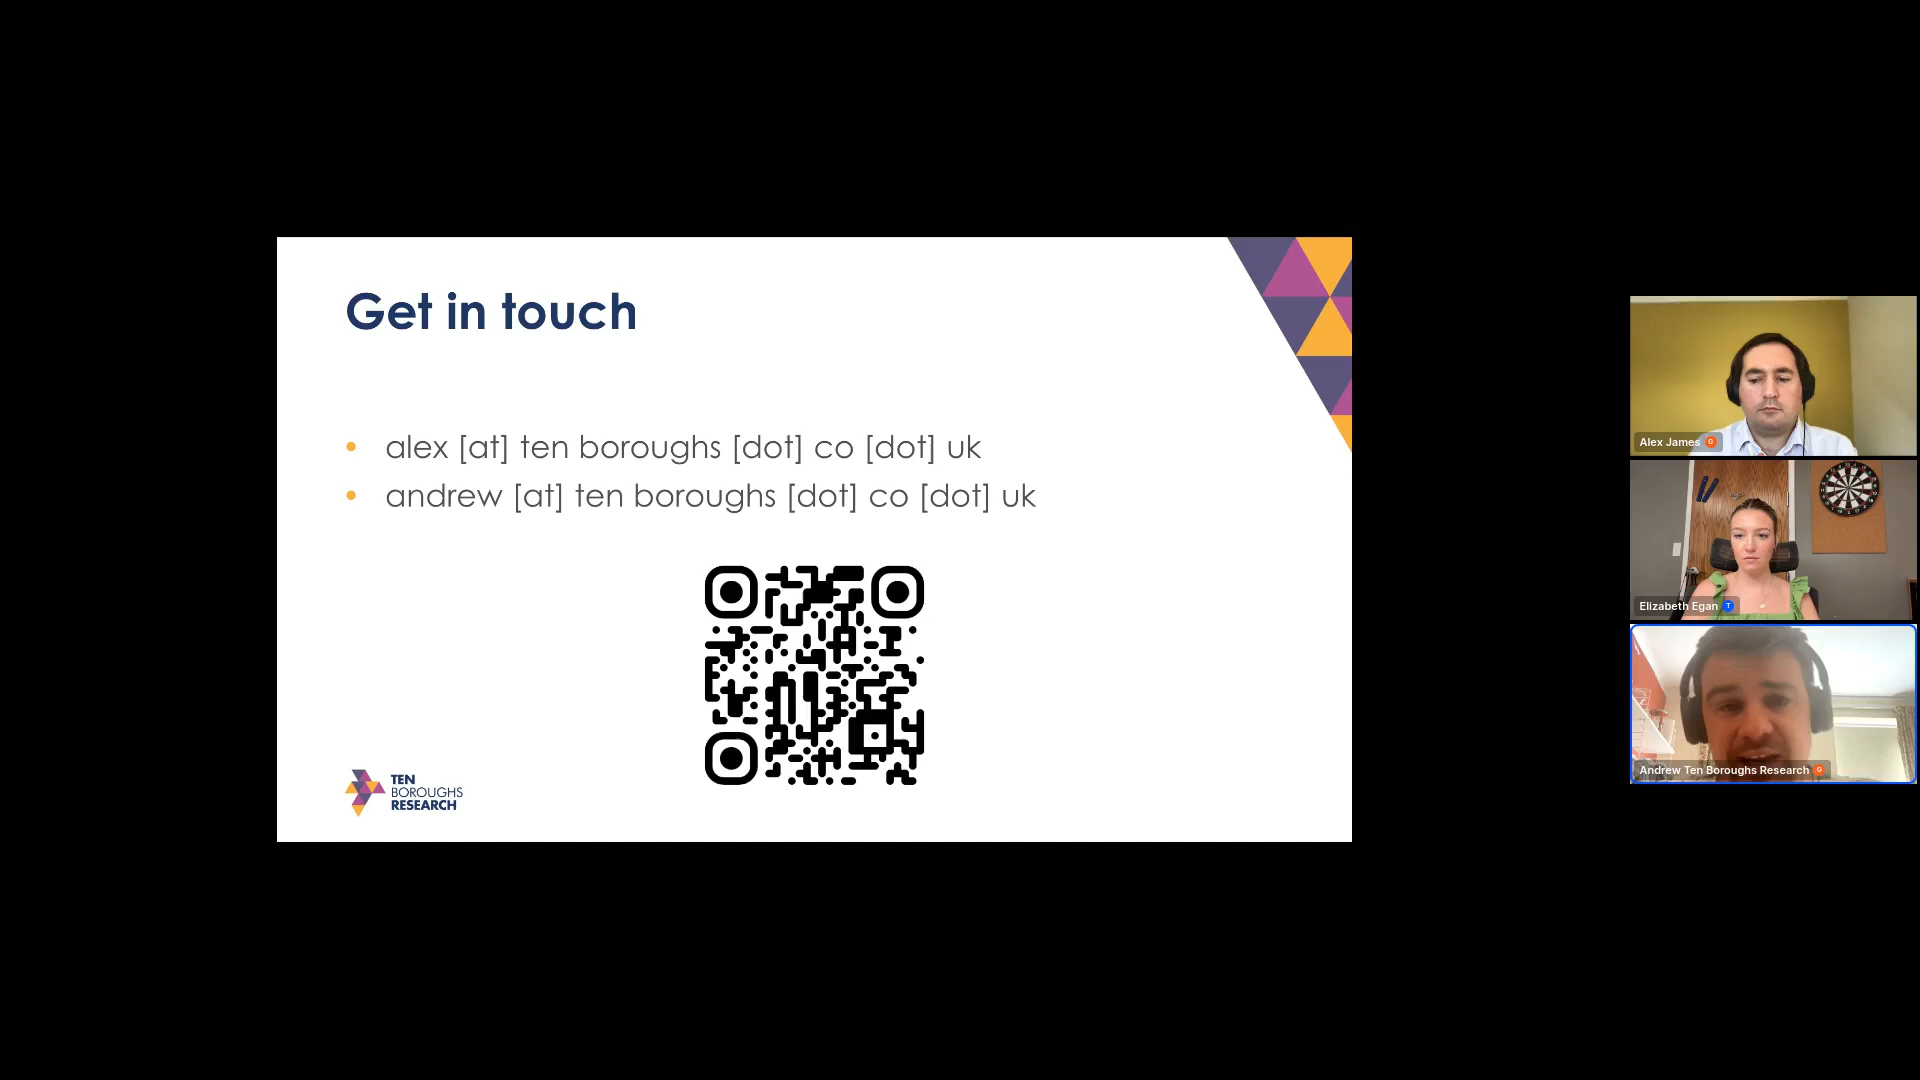 Get in touch
alex [at] ten boroughs [dot] co [dot] uk
andrew [at] ten boroughs [dot] co [dot] uk
TEN
BOROUGHS
RESEARCH
Alex James G
Elizabeth Egan T
Andrew Ten Boroughs Research G